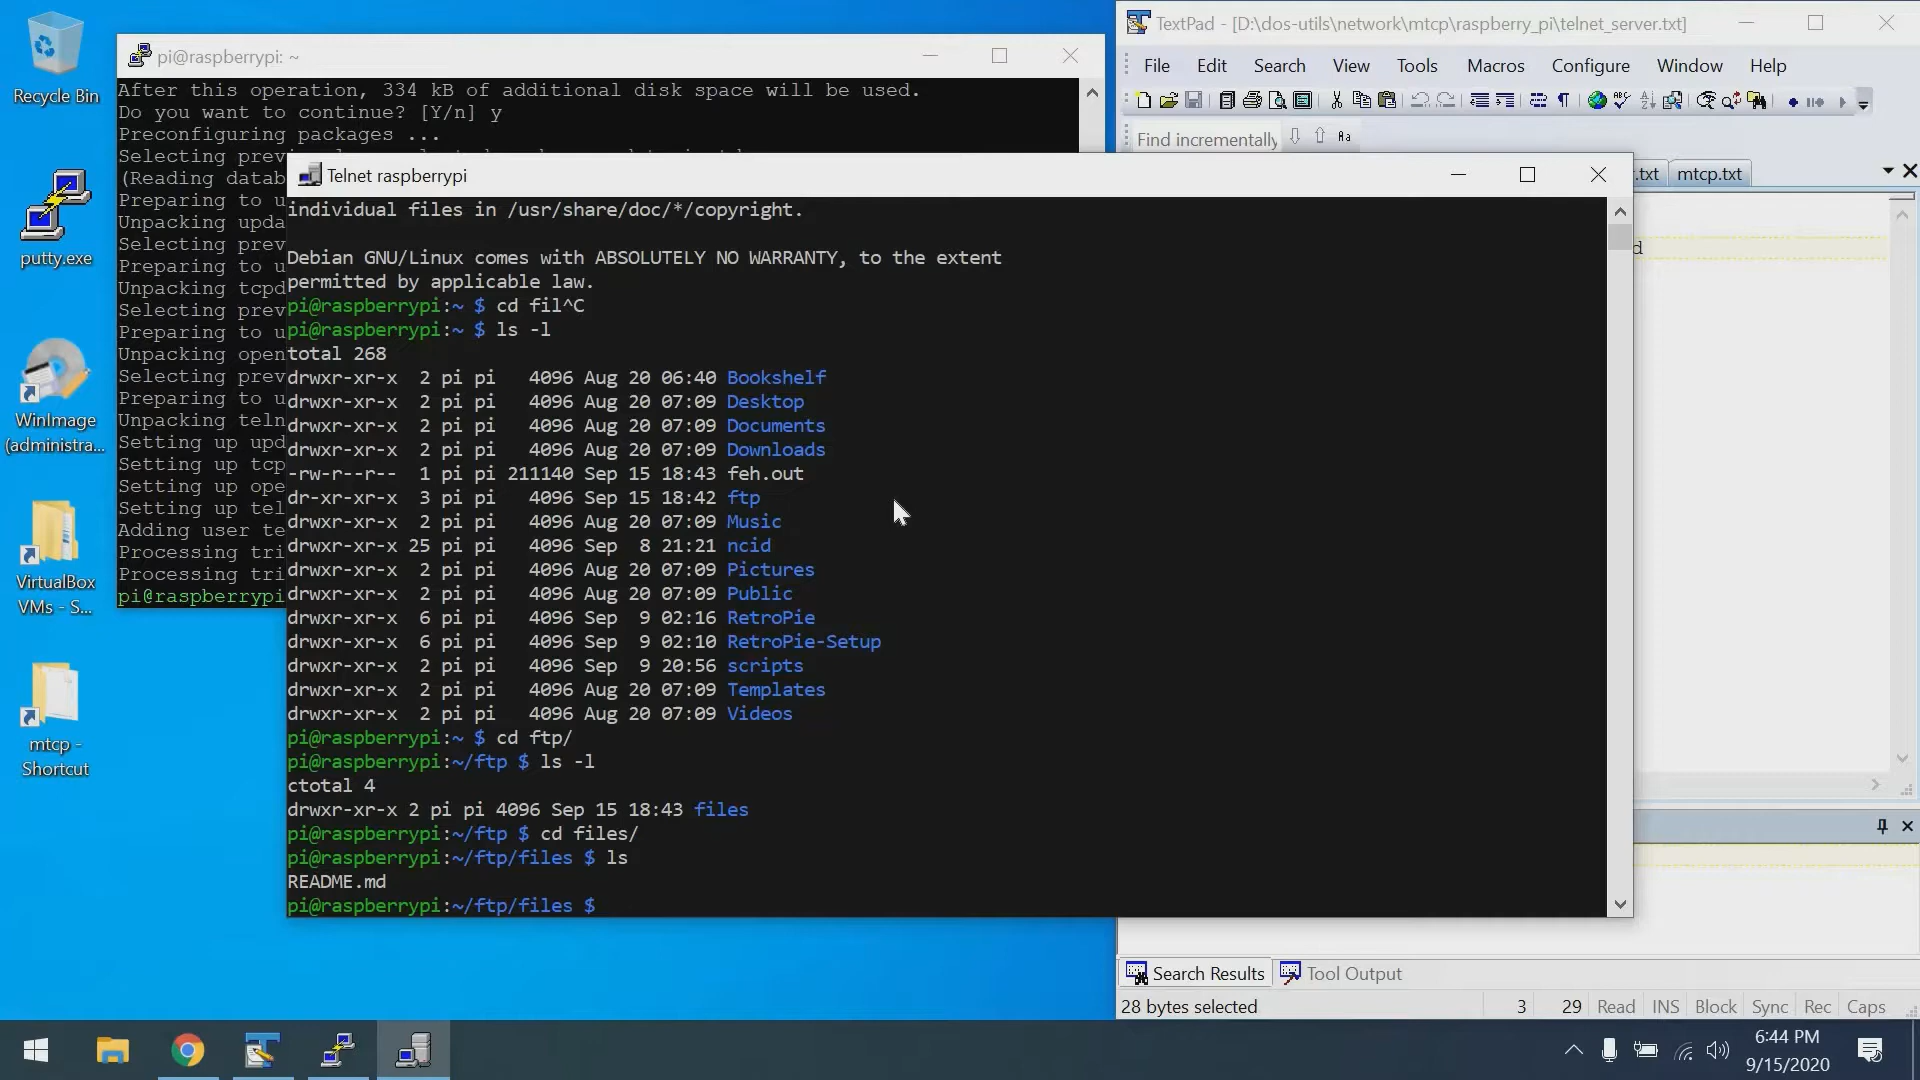 Recycle Bin
putty.exe
WinImage
(administra...
VirtualBox
VMs - S...
mtcp -
Shortcut
pi@raspberrypi: ~
After this operation, 334 kB of additional disk space will be used.
Do you want to continue? [Y/n] y
Preconfiguring packages ...
Selecting
(Reading
Preparing to
Unpacking
Selecting
Preparing to
Unpacking
Selecting
Preparing to
Unpacking
Selecting
Preparing to
Unpacking
Setting up
Setting up
Setting up
Setting up
Adding user
Processing
Processing
pi@raspberrypi
Telnet raspberrypi
individual files in /usr/share/doc/*/copyright.
Debian GNU/Linux comes with ABSOLUTELY NO WARRANTY, to the extent
permitted by applicable law.
pi@raspberrypi:~ $ cd fil^C
pi@raspberrypi:~ $ ls -l
total 268
drwxr-xr-x  2 pi pi   4096 Aug 20 06:40 Bookshelf
drwxr-xr-x  2 pi pi   4096 Aug 20 07:09 Desktop
drwxr-xr-x  2 pi pi   4096 Aug 20 07:09 Documents
drwxr-xr-x  2 pi pi   4096 Aug 20 07:09 Downloads
-rw-r--r--  1 pi pi 211140 Sep 15 18:43 feh.out
dr-xr-xr-x  3 pi pi   4096 Sep 15 18:42 ftp
drwxr-xr-x  2 pi pi   4096 Aug 20 07:09 Music
drwxr-xr-x 25 pi pi   4096 Sep  8 21:21 ncid
drwxr-xr-x  2 pi pi   4096 Aug 20 07:09 Pictures
drwxr-xr-x  2 pi pi   4096 Aug 20 07:09 Public
drwxr-xr-x  6 pi pi   4096 Sep  9 02:16 RetroPie
drwxr-xr-x  6 pi pi   4096 Sep  9 02:10 RetroPie-Setup
drwxr-xr-x  2 pi pi   4096 Sep  9 20:56 scripts
drwxr-xr-x  2 pi pi   4096 Aug 20 07:09 Templates
drwxr-xr-x  2 pi pi   4096 Aug 20 07:09 Videos
pi@raspberrypi:~ $ cd ftp/
pi@raspberrypi:~/ftp $ ls -l
ctotal 4
drwxr-xr-x 2 pi pi 4096 Sep 15 18:43 files
pi@raspberrypi:~/ftp $ cd files/
pi@raspberrypi:~/ftp/files $ ls
README.md
pi@raspberrypi:~/ftp/files $
TextPad - [D:\dos-utils\network\mtcp\raspberry_pi\telnet_server.txt]
File Edit Search View Tools Macros Configure Window Help
Find incrementally
.txt mtcp.txt
d
Search Results Tool Output
28 bytes selected 3 29 Read INS Block Sync Rec Caps
6:44 PM
9/15/2020